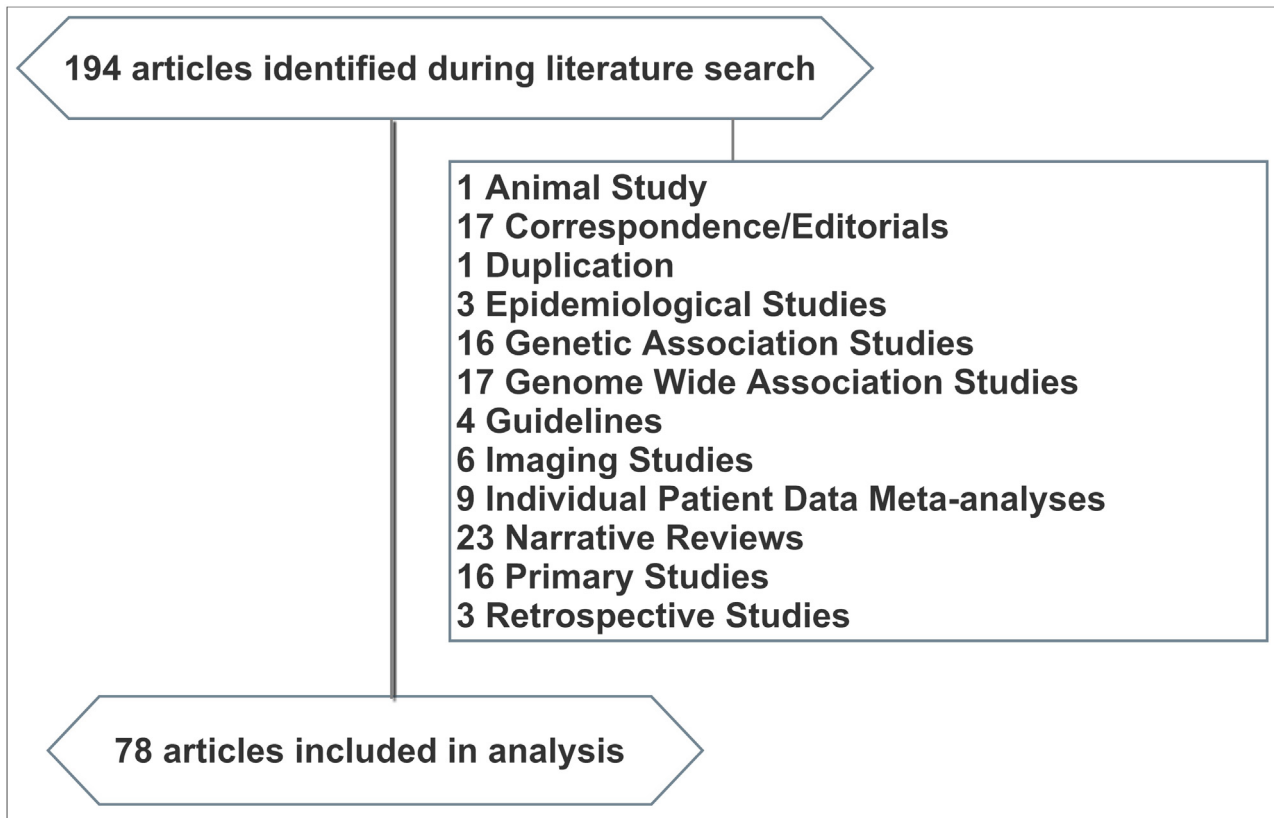 194 articles identified during literature search
1 Animal Study
17 Correspondence/Editorials
1 Duplication
3 Epidemiological Studies
16 Genetic Association Studies
17 Genome Wide Association Studies
4 Guidelines
6 Imaging Studies
9 Individual Patient Data Meta-analyses
23 Narrative Reviews
16 Primary Studies
3 Retrospective Studies
78 articles included in analysis